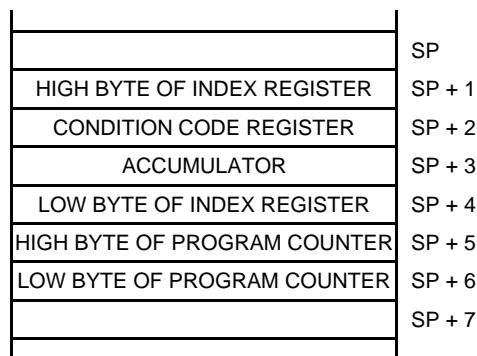 SP
HIGH BYTE OF INDEX REGISTER SP + 1
CONDITION CODE REGISTER SP + 2
ACCUMULATOR SP + 3
LOW BYTE OF INDEX REGISTER SP + 4
HIGH BYTE OF PROGRAM COUNTER SP + 5
LOW BYTE OF PROGRAM COUNTER SP + 6
SP + 7